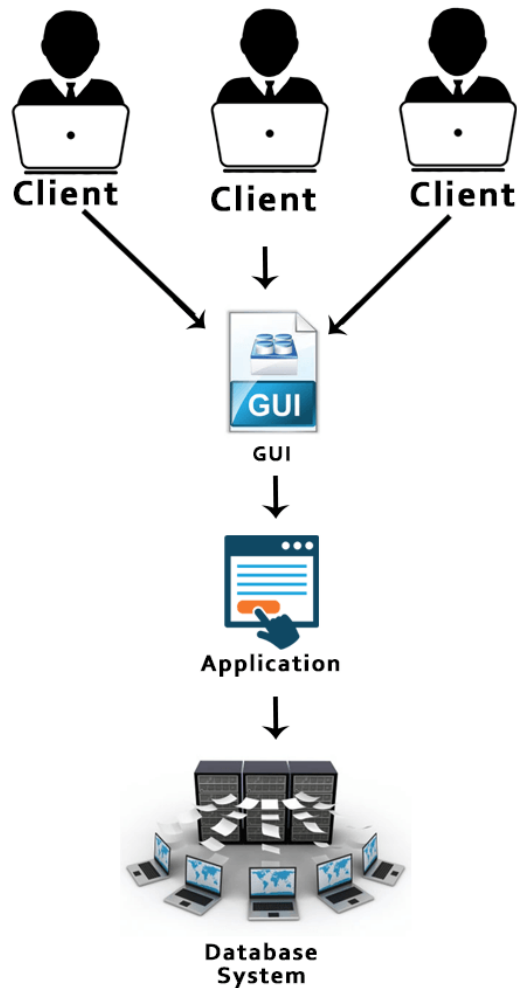 Client
Client
Client
GUI
GUI
Application
Database
System